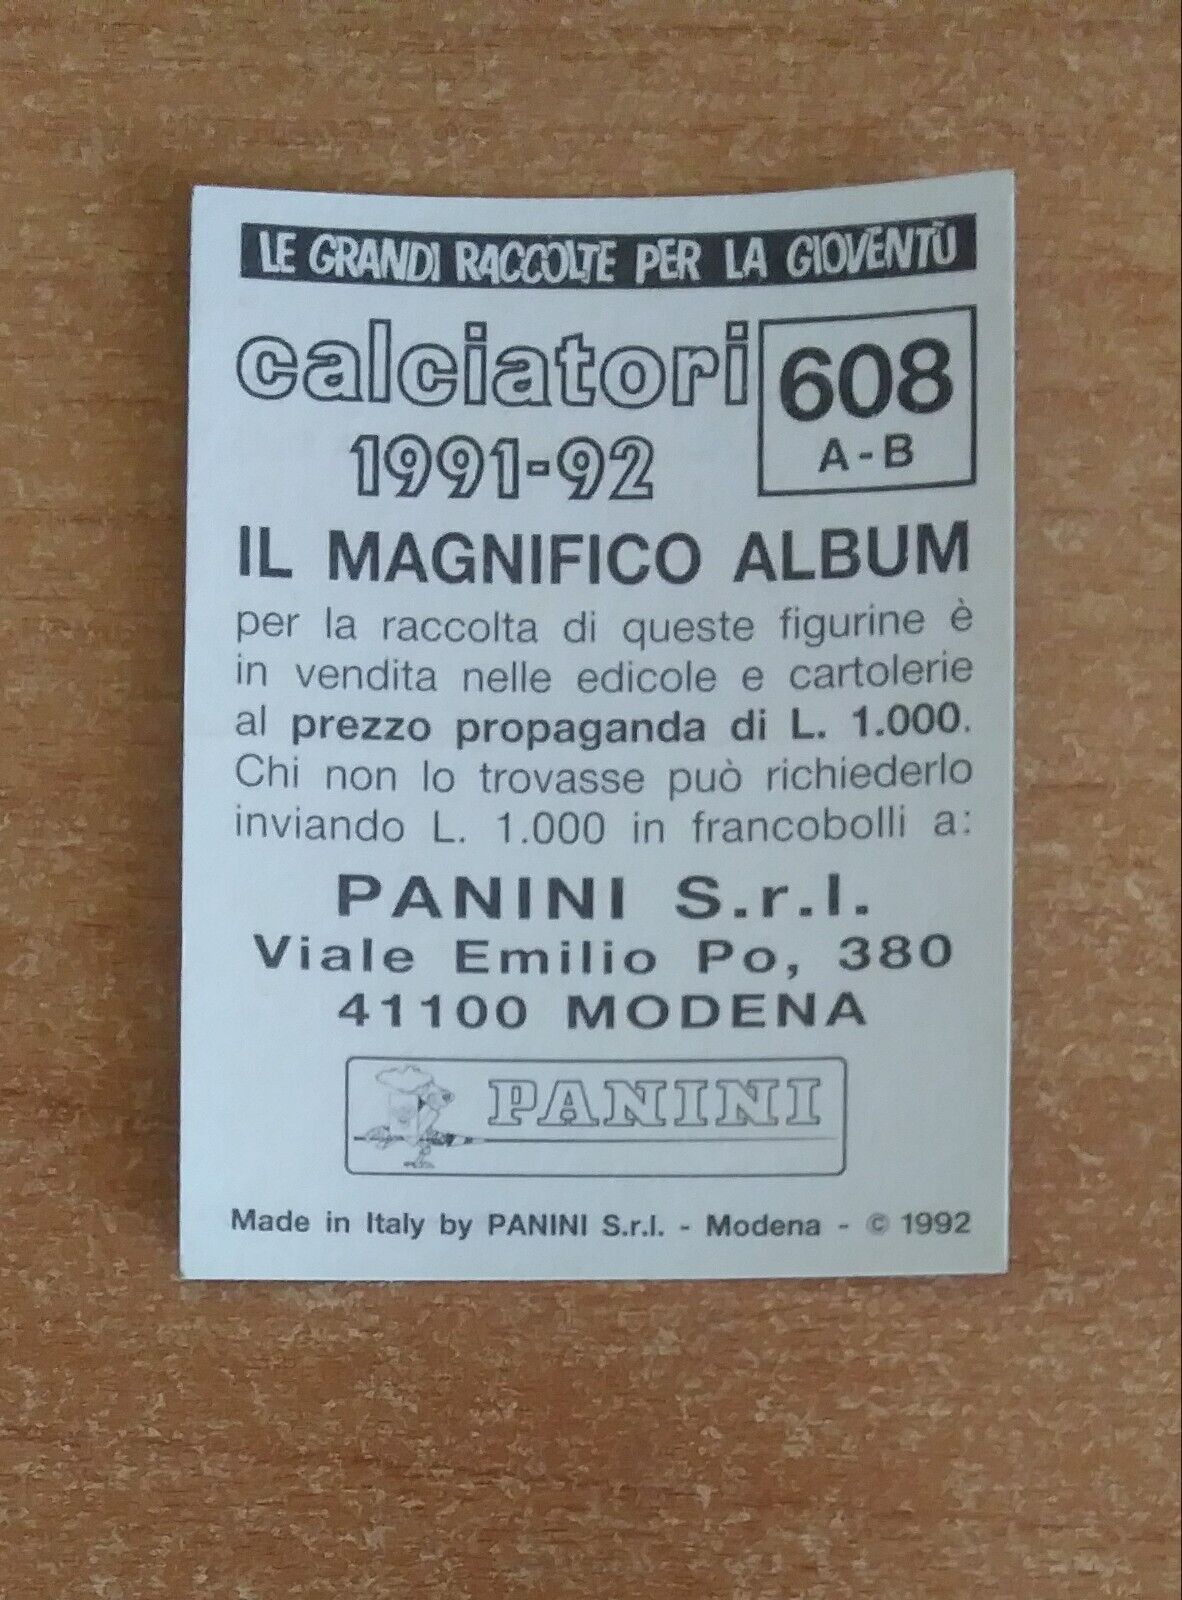 LE GRANDI RACCOLTE PER LA GIOVENTÙ
calciatori
1991-92
608
A - B
IL MAGNIFICO ALBUM
per la raccolta di queste figurine è
in vendita nelle edicole e cartolerie
al prezzo propaganda di L. 1.000.
Chi non lo trovasse può richiederlo
inviando L. 1.000 in francobolli a:
PANINI S.r.l.
Viale Emilio Po, 380
41100 MODENA
PANINI
Made in Italy by PANINI S.r.l. - Modena - © 1992